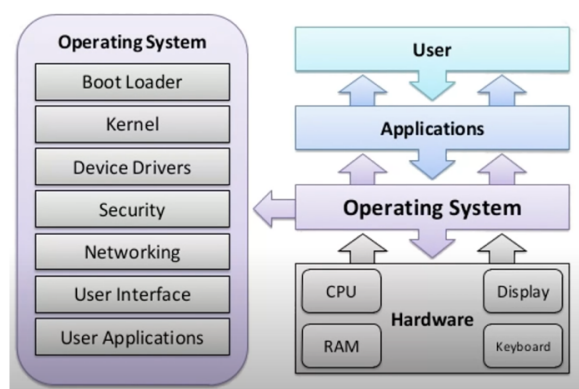 Operating System
Boot Loader
Kernel
Device Drivers
Security
Networking
User Interface
User Applications
User
Applications
Operating System
CPU
Display
Hardware
RAM
Keyboard